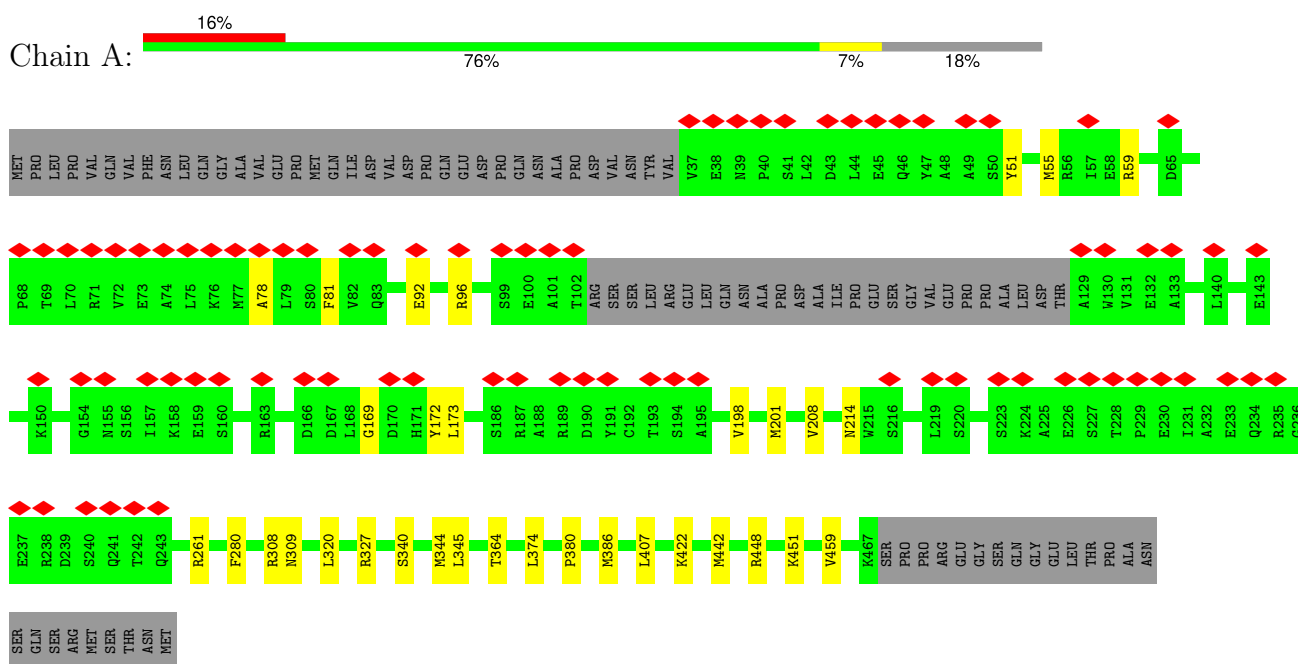 16%
Chain A:
76% 7% 18%
MET PRO LEU PRO VAL GLN VAL PHE ASN LEU GLN GLY ALA VAL GLU PRO MET GLN ILE ASP VAL ASP PRO GLN GLU ASP PRO GLN ASN ALA PRO ASP VAL ASN TYR VAL V37 E38 N39 P40 S41 L42 D43 L44 E45 Q46 Y47 A48 A49 S50 Y51 M55 R56 I57 E58 R59 D65
P68 T69 L70 R71 V72 E73 A74 L75 K76 M77 A78 L79 S80 F81 V82 Q83 E92 R96 S99 E100 A101 T102 ARG SER SER LEU ARG GLU LEU GLN ASN ALA PRO ASP ALA ILE PRO GLU SER GLY VAL GLU PRO PRO ALA LEU ASP THR A129 W130 V131 E132 A133 L140 E143
K150 G154 N155 S156 I157 K158 E159 S160 R163 D166 D167 L168 G169 D170 H171 Y172 L173 S186 R187 A188 R189 D190 Y191 C192 T193 S194 A195 V198 M201 V208 N214 W215 S216 L219 S220 S223 K224 A225 E226 S227 T228 P229 E230 I231 A232 E233 Q234 R235 G236
E237 R238 D239 S240 Q241 T242 Q243 R261 F280 R308 N309 L320 R327 S340 M344 L345 T364 L374 P380 M386 L407 K422 M442 R448 K451 V459 K467 SER PRO PRO ARG GLU GLY SER GLN GLY GLU LEU THR PRO ALA ASN
SER GLN SER ARG MET SER THR ASN MET